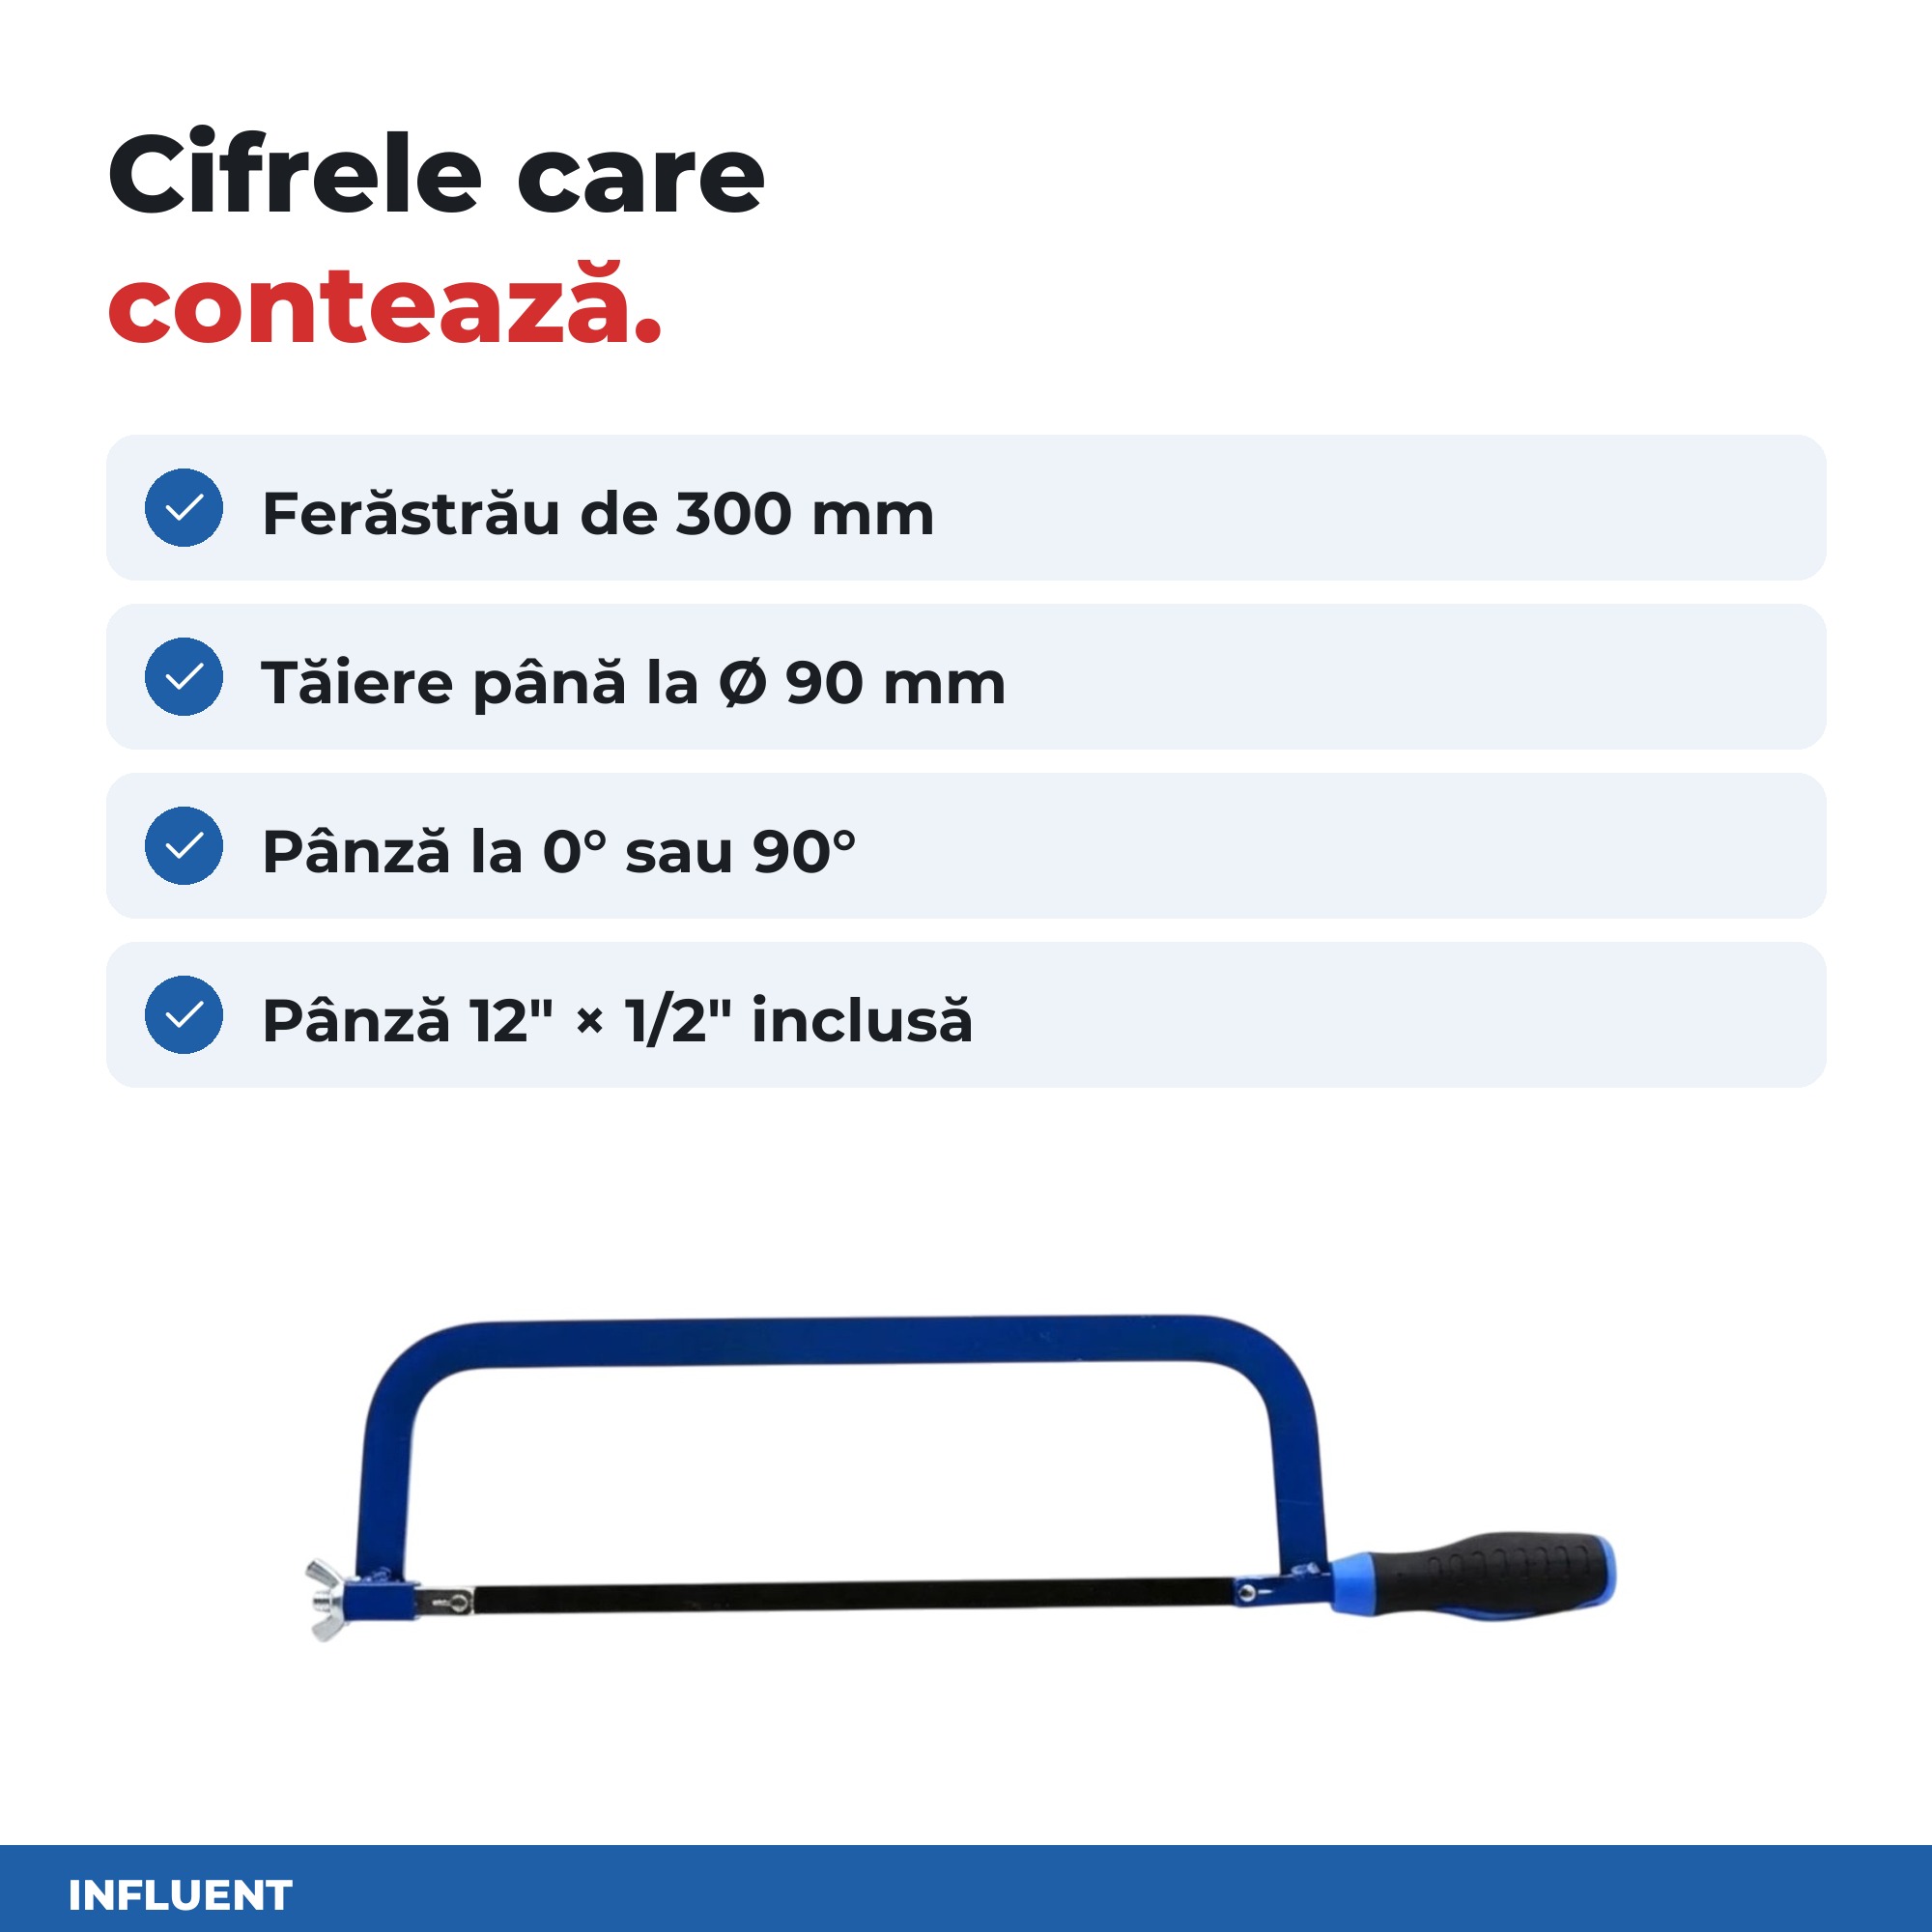 Cifrele care
contează.
Ferăstrău de 300 mm
Tăiere până la Ø 90 mm
Pânză la 0° sau 90°
Pânză 12" × 1/2" inclusă
INFLUENT